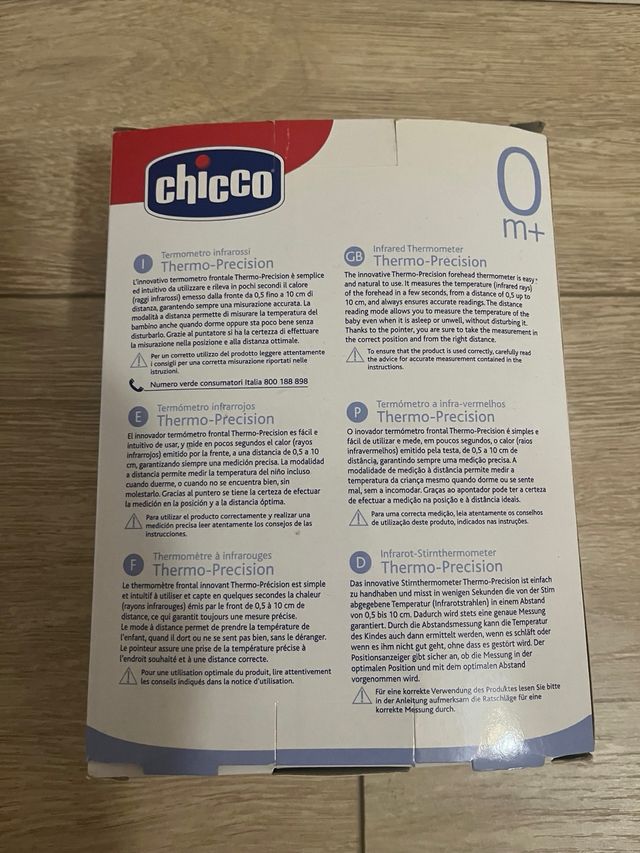 chicco
0
m+
I
Termometro infrarossi
Thermo-Precision
L'innovativo termometro frontale Thermo-Precision è semplice
ed intuitivo da utilizzare e rileva in pochi secondi il calore
(raggi infrarossi) emesso dalla fronte da 0,5 fino a 10 cm di
distanza, garantendo sempre una misurazione accurata. La
modalità a distanza permette di misurare la temperatura del
bambino anche quando dorme oppure sta poco bene senza
disturbarlo. Grazie al puntatore si ha la certezza di effettuare
la misurazione nella posizione e alla distanza ottimale.
Per un corretto utilizzo del prodotto leggere attentamente
i consigli per una corretta misurazione riportati nelle
istruzioni.
Numero verde consumatori Italia 800 188 898
GB
Infrared Thermometer
Thermo-Precision
The innovative Thermo-Precision forehead thermometer is easy
and natural to use. It measures the temperature (infrared rays)
of the forehead in a few seconds, from a distance of 0,5 up to
10 cm, and always ensures accurate readings. The distance
reading mode allows you to measure the temperature of the
baby even when it is asleep or unwell, without disturbing it.
Thanks to the pointer, you are sure to take the measurement in
the correct position and from the right distance.
To ensure that the product is used correctly, carefully read
the advice for accurate measurement contained in the
instructions.
E
Termómetro infrarrojos
Thermo-Precision
El innovador termómetro frontal Thermo-Precision es fácil e
intuitivo de usar, y mide en pocos segundos el calor (rayos
infrarrojos) emitido por la frente, a una distancia de 0,5 a 10
cm, garantizando siempre una medición precisa. La modalidad
a distancia permite medir la temperatura del niño incluso
cuando duerme, o cuando no se encuentra bien, sin
molestarlo. Gracias al puntero se tiene la certeza de efectuar
la medición en la posición y a la distancia óptima.
Para utilizar el producto correctamente y realizar una
medición precisa leer atentamente los consejos de las
instrucciones.
P
Termómetro a infra-vermelhos
Thermo-Precision
O inovador termómetro frontal Thermo-Precision é simples e
fácil de utilizar e mede, em poucos segundos, o calor (raios
infravermelhos) emitido pela testa, de 0,5 a 10 cm de
distância, garantindo sempre uma medição precisa. A
modalidade de medição à distância permite medir a
temperatura da criança mesmo quando dorme ou se sente
mal, sem a incomodar. Graças ao apontador pode ter a certeza
de efectuar a medição na posição e à distância ideais.
Para uma correcta medição, leia atentamente os conselhos
de utilização deste produto, indicados nas instruções.
F
Thermomètre à infrarouges
Thermo-Precision
Le thermomètre frontal innovant Thermo-Précision est simple
et intuitif à utiliser et capte en quelques secondes la chaleur
(rayons infrarouges) émis par le front de 0,5 à 10 cm de
distance, ce qui garantit toujours une mesure précise.
Le mode à distance permet de prendre la température de
l'enfant, quand il dort ou ne se sent pas bien, sans le déranger.
Le pointeur assure une prise de la température précise à
l'endroit souhaité et à une distance correcte.
Pour une utilisation optimale du produit, lire attentivement
les conseils indiqués dans la notice d'utilisation.
D
Infrarot-Stirnthermometer
Thermo-Precision
Das innovative Stirnthermometer Thermo-Precision ist einfach
zu handhaben und misst in wenigen Sekunden die von der Stirn
abgegebene Temperatur (Infrarotstrahlen) in einem Abstand
von 0,5 bis 10 cm. Dadurch wird stets eine genaue Messung
garantiert. Durch die Abstandsmessung kann die Temperatur
des Kindes auch dann ermittelt werden, wenn es schläft oder
wenn es ihm nicht gut geht, ohne dass es gestört wird. Der
Positionsanzeiger gibt sicher an, ob die Messung in der
optimalen Position und mit dem optimalen Abstand
vorgenommen wird.
Für eine korrekte Verwendung des Produktes lesen Sie bitte
in der Anleitung aufmerksam die Ratschläge für eine
korrekte Messung durch.